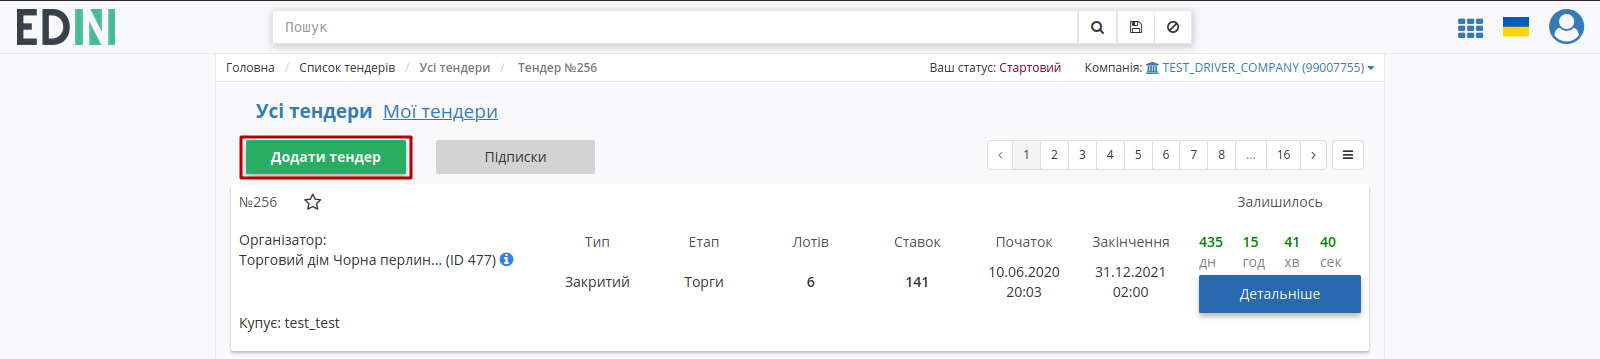 EDIN
Пошук
Головна / Список тендерів / Усі тендери / Тендер №256
Ваш статус: Стартовий Компанія: TEST_DRIVER_COMPANY (99007755)
Усі тендери Мої тендери
Додати тендер Підписки ‹ 1 2 3 4 5 6 7 8 ... 16 ›
№256 Залишилось
Організатор:
Торговий дім Чорна перлин... (ID 477)
Тип Етап Лотів Ставок Початок Закінчення 435 15 41 40
дн год хв сек
Закритий Торги 6 141 10.06.2020 20:03 31.12.2021 02:00
Детальніше
Купує: test_test